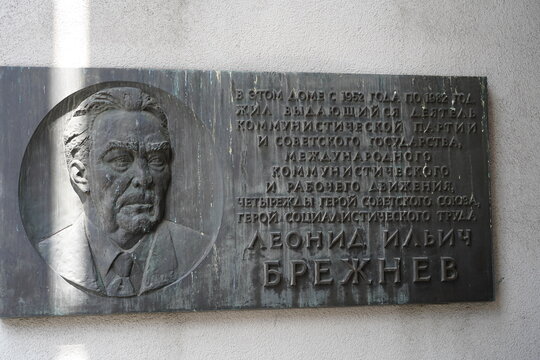 В ЭТОМ ДОМЕ С 1952 ГОДА ПО 1982 ГОД
ЖИЛ ВЫДАЮЩИЙСЯ ДЕЯТЕЛЬ
КОММУНИСТИЧЕСКОЙ ПАРТИИ
И СОВЕТСКОГО ГОСУДАРСТВА,
МЕЖДУНАРОДНОГО
КОММУНИСТИЧЕСКОГО
И РАБОЧЕГО ДВИЖЕНИЯ,
ЧЕТЫРЕЖДЫ ГЕРОЙ СОВЕТСКОГО СОЮЗА,
ГЕРОЙ СОЦИАЛИСТИЧЕСКОГО ТРУДА
ЛЕОНИД ИЛЬИЧ
БРЕЖНЕВ